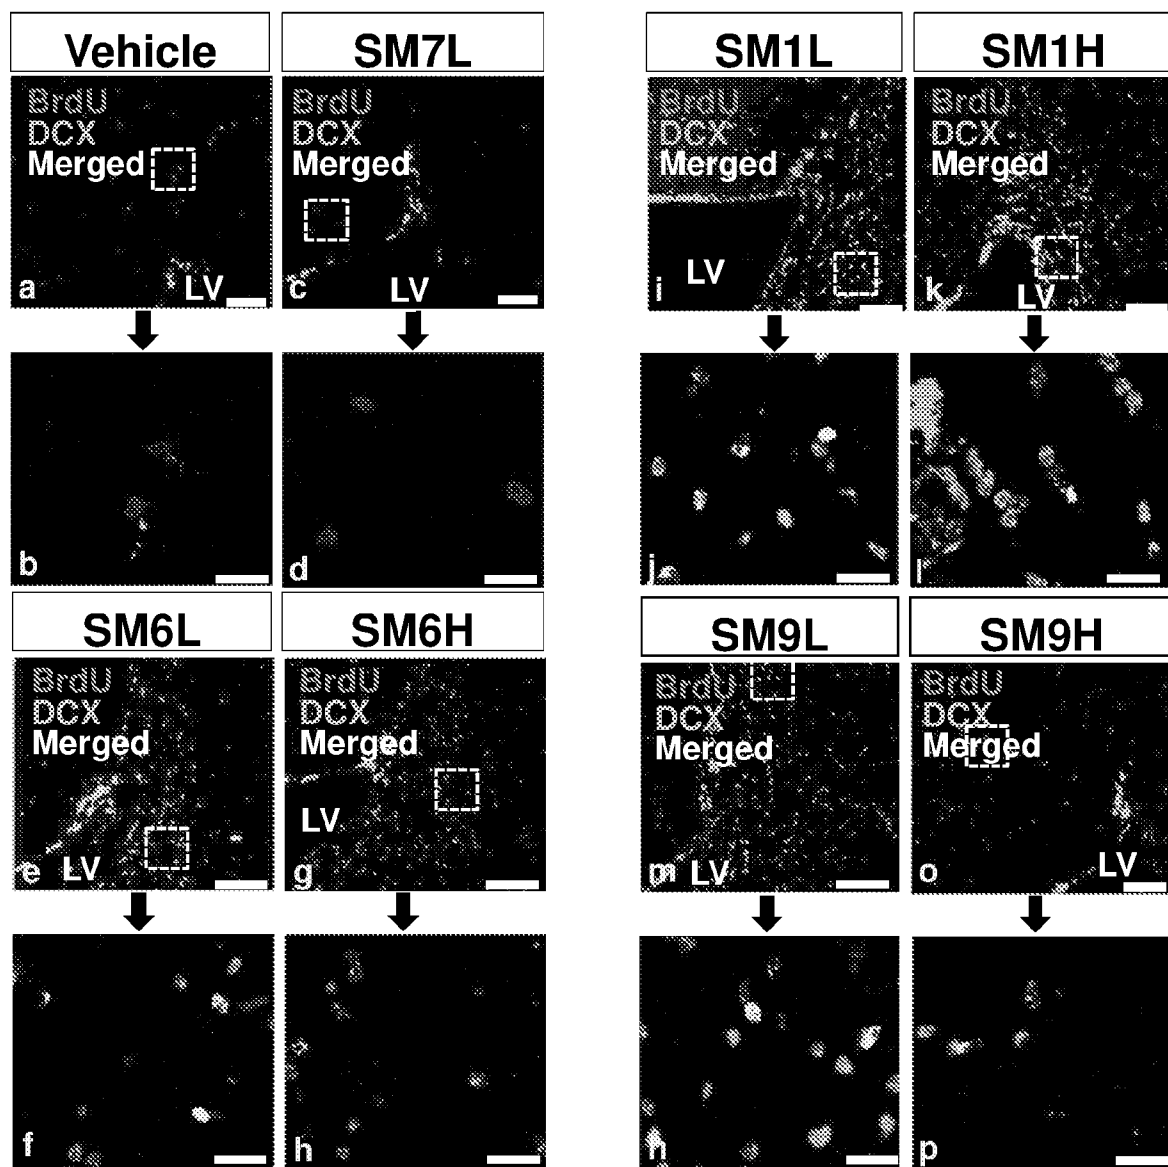 Vehicle
BrdU
DCX
Merged
LV
a
b
SM7L
BrdU
DCX
Merged
LV
c
d
SM1L
BrdU
DCX
Merged
LV
i
j
SM1H
BrdU
DCX
Merged
LV
k
l
SM6L
BrdU
DCX
Merged
LV
e
f
SM6H
BrdU
DCX
Merged
LV
g
h
SM9L
BrdU
DCX
Merged
LV
m
n
SM9H
BrdU
DCX
Merged
LV
o
p